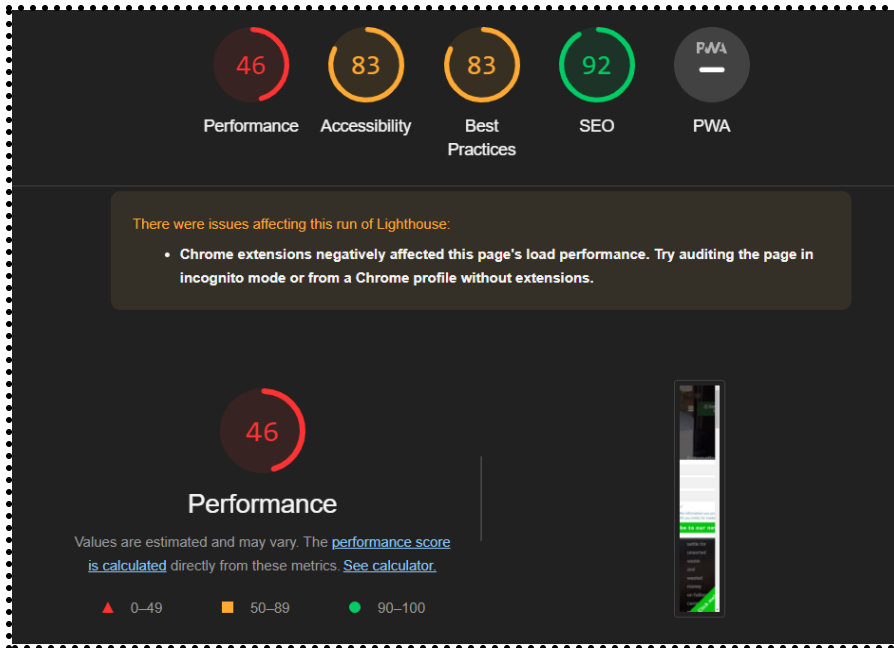 46
83
83
92
PWA
Performance
Accessibility
Best
Practices
SEO
PWA
There were issues affecting this run of Lighthouse:
• Chrome extensions negatively affected this page's load performance. Try auditing the page in
incognito mode or from a Chrome profile without extensions.
46
Performance
Values are estimated and may vary. The performance score
is calculated directly from these metrics. See calculator.
0–49
50–89
90–100